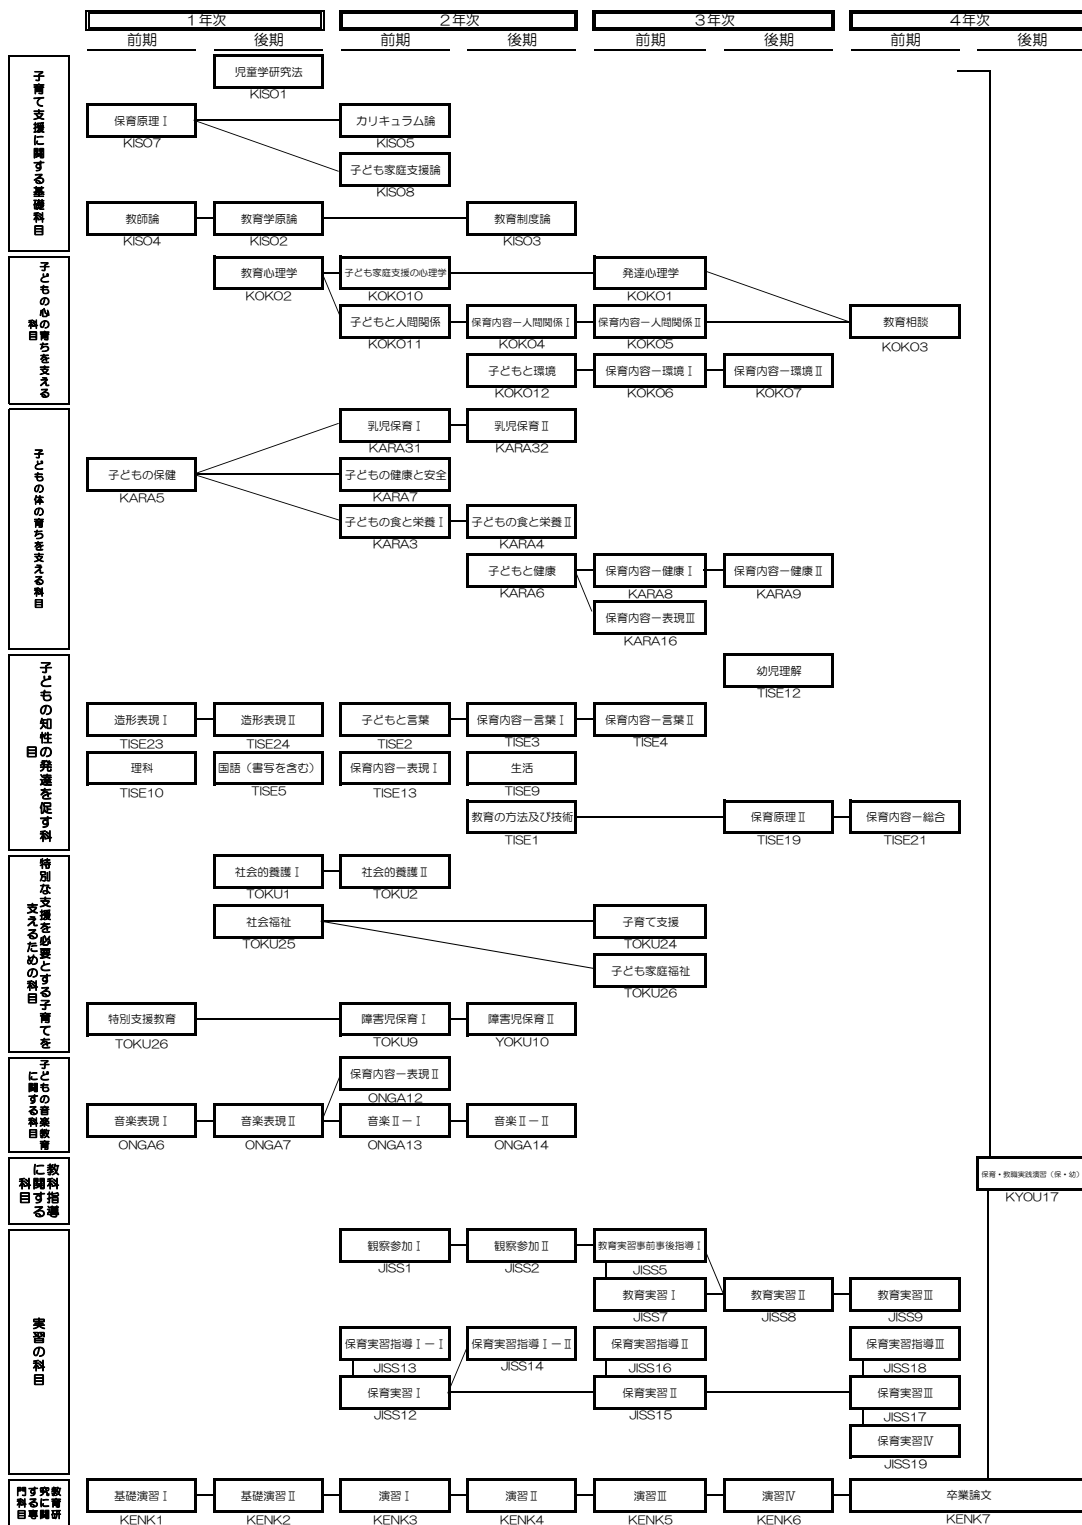 1年次
2年次
3年次
4年次
前期
後期
前期
後期
前期
後期
前期
後期
子育て支援に関する基礎科目
児童学研究法
KISO1
保育原理Ⅰ
KISO7
カリキュラム論
KISO5
子ども家庭支援論
KISO8
教師論
KISO4
教育学原論
KISO2
教育制度論
KISO3
子どもの心の育ちを支える
科目
教育心理学
KOKO2
子ども家庭支援の心理学
KOKO10
発達心理学
KOKO1
子どもと人間関係
KOKO11
保育内容ー人間関係Ⅰ
KOKO4
保育内容ー人間関係Ⅱ
KOKO5
教育相談
KOKO3
子どもと環境
KOKO12
保育内容ー環境Ⅰ
KOKO6
保育内容ー環境Ⅱ
KOKO7
子どもの体の育ちを支える科目
乳児保育Ⅰ
KARA31
乳児保育Ⅱ
KARA32
子どもの保健
KARA5
子どもの健康と安全
KARA7
子どもの食と栄養Ⅰ
KARA3
子どもの食と栄養Ⅱ
KARA4
子どもと健康
KARA6
保育内容ー健康Ⅰ
KARA8
保育内容ー健康Ⅱ
KARA9
保育内容ー表現Ⅲ
KARA16
子どもの知性の発達を促す科
目
幼児理解
TISE12
造形表現Ⅰ
TISE23
造形表現Ⅱ
TISE24
子どもと言葉
TISE2
保育内容ー言葉Ⅰ
TISE3
保育内容ー言葉Ⅱ
TISE4
理科
TISE10
国語（書写を含む）
TISE5
保育内容ー表現Ⅰ
TISE13
生活
TISE9
教育の方法及び技術
TISE1
保育原理Ⅱ
TISE19
保育内容ー総合
TISE21
特別な支援を必要とする子育てを
支えるための科目
社会的養護Ⅰ
TOKU1
社会的養護Ⅱ
TOKU2
社会福祉
TOKU25
子育て支援
TOKU24
子ども家庭福祉
TOKU26
特別支援教育
TOKU26
障害児保育Ⅰ
TOKU9
障害児保育Ⅱ
YOKU10
子どもの音楽教育
に関する科目
保育内容ー表現Ⅱ
ONGA12
音楽表現Ⅰ
ONGA6
音楽表現Ⅱ
ONGA7
音楽ⅡーⅠ
ONGA13
音楽ⅡーⅡ
ONGA14
教科指導
に関する
科目
保育・教職実践演習（保・幼）
KYOU17
実習の科目
観察参加Ⅰ
JISS1
観察参加Ⅱ
JISS2
教育実習事前事後指導Ⅰ
JISS5
教育実習Ⅰ
JISS7
教育実習Ⅱ
JISS8
教育実習Ⅲ
JISS9
保育実習指導ⅠーⅠ
JISS13
保育実習指導ⅠーⅡ
JISS14
保育実習指導Ⅱ
JISS16
保育実習指導Ⅲ
JISS18
保育実習Ⅰ
JISS12
保育実習Ⅱ
JISS15
保育実習Ⅲ
JISS17
保育実習Ⅳ
JISS19
教育研
究に関
する専
門科目
基礎演習Ⅰ
KENK1
基礎演習Ⅱ
KENK2
演習Ⅰ
KENK3
演習Ⅱ
KENK4
演習Ⅲ
KENK5
演習Ⅳ
KENK6
卒業論文
KENK7